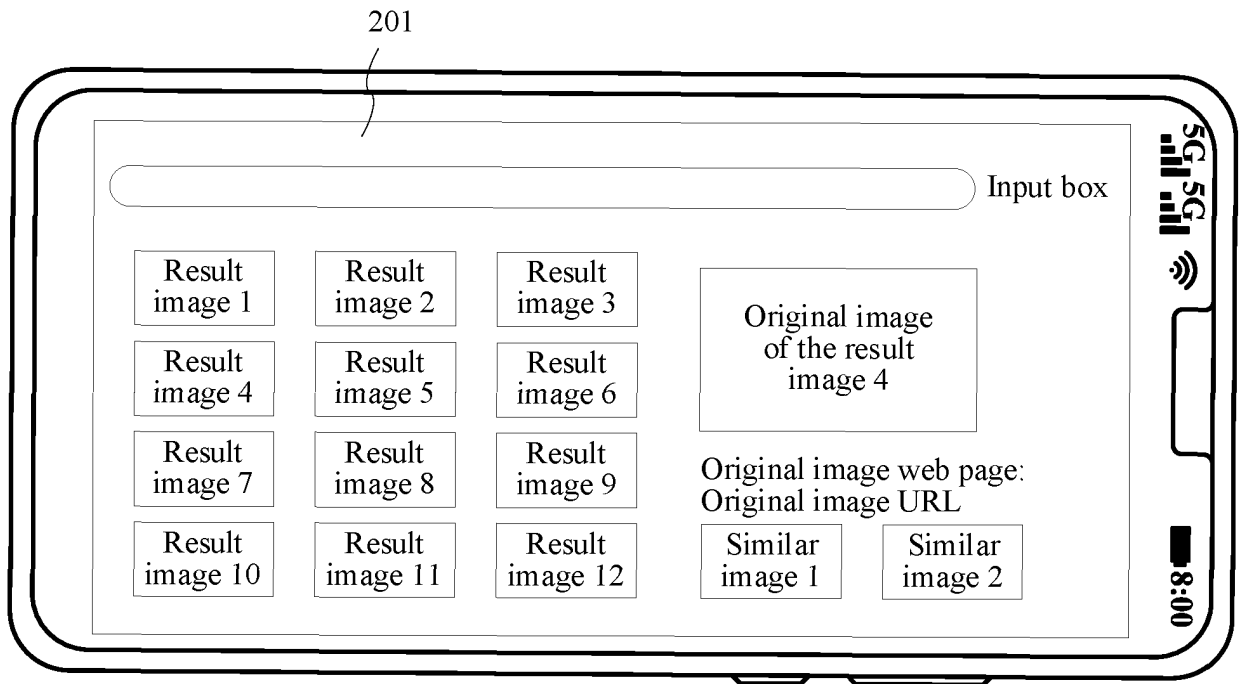 201
Input box
Result
image 1
Result
image 2
Result
image 3
Result
image 4
Result
image 5
Result
image 6
Result
image 7
Result
image 8
Result
image 9
Result
image 10
Result
image 11
Result
image 12
Original image
of the result
image 4
Original image web page:
Original image URL
Similar
image 1
Similar
image 2
5G 5G
8:00